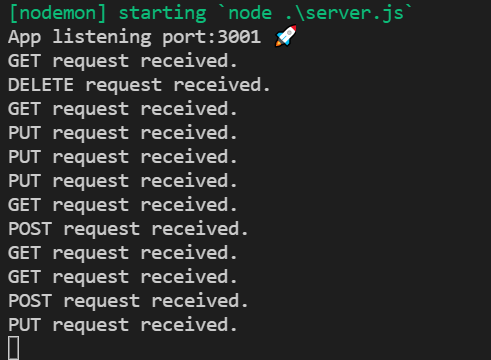 [nodemon] starting `node .\server.js`
App listening port:3001 🚀
GET request received.
DELETE request received.
GET request received.
PUT request received.
PUT request received.
PUT request received.
GET request received.
POST request received.
GET request received.
GET request received.
POST request received.
PUT request received.